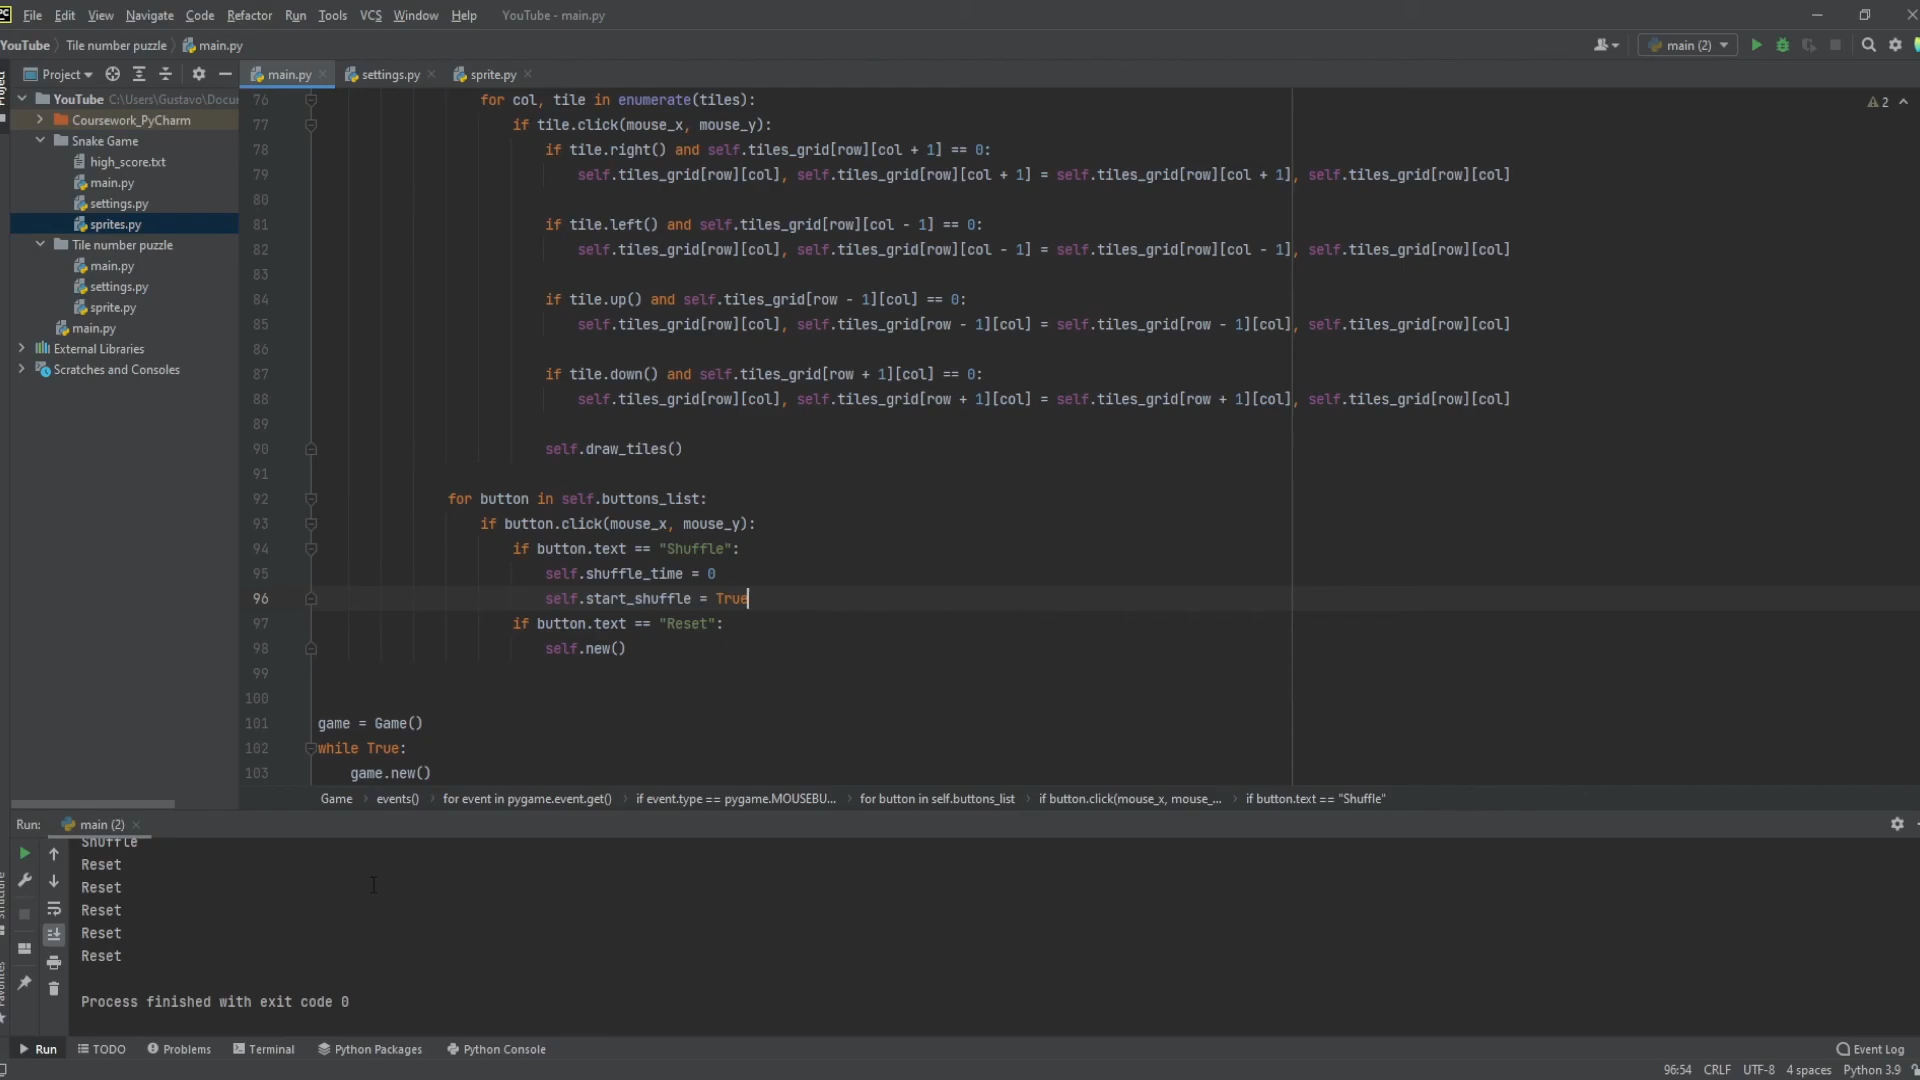 PC File Edit View Navigate Code Refactor Run Tools VCS Window Help YouTube - main.py
YouTube Tile number puzzle main.py main (2)
Project main.py settings.py sprite.py
YouTube C:\Users\Gustavo\Docu
Coursework_PyCharm
Snake Game
high_score.txt
main.py
settings.py
sprites.py
Tile number puzzle
main.py
settings.py
sprite.py
main.py
External Libraries
Scratches and Consoles
2
76 for col, tile in enumerate(tiles):
77 if tile.click(mouse_x, mouse_y):
78 if tile.right() and self.tiles_grid[row][col + 1] == 0:
79 self.tiles_grid[row][col], self.tiles_grid[row][col + 1] = self.tiles_grid[row][col + 1], self.tiles_grid[row][col]
80
81 if tile.left() and self.tiles_grid[row][col - 1] == 0:
82 self.tiles_grid[row][col], self.tiles_grid[row][col - 1] = self.tiles_grid[row][col - 1], self.tiles_grid[row][col]
83
84 if tile.up() and self.tiles_grid[row - 1][col] == 0:
85 self.tiles_grid[row][col], self.tiles_grid[row - 1][col] = self.tiles_grid[row - 1][col], self.tiles_grid[row][col]
86
87 if tile.down() and self.tiles_grid[row + 1][col] == 0:
88 self.tiles_grid[row][col], self.tiles_grid[row + 1][col] = self.tiles_grid[row + 1][col], self.tiles_grid[row][col]
89
90 self.draw_tiles()
91
92 for button in self.buttons_list:
93 if button.click(mouse_x, mouse_y):
94 if button.text == "Shuffle":
95 self.shuffle_time = 0
96 self.start_shuffle = True
97 if button.text == "Reset":
98 self.new()
99
100
101 game = Game()
102 while True:
103 game.new()
Game events() for event in pygame.event.get() if event.type == pygame.MOUSEBU... for button in self.buttons_list if button.click(mouse_x, mouse_... if button.text == "Shuffle"
Run: main (2)
Shuffle
Reset
Reset
Reset
Reset
Reset
Process finished with exit code 0
Run TODO Problems Terminal Python Packages Python Console Event Log
96:54 CRLF UTF-8 4 spaces Python 3.9